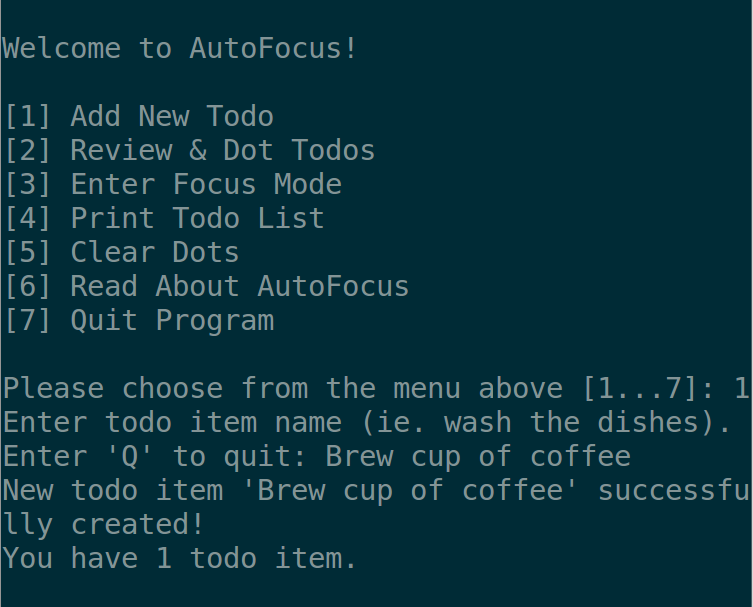 Welcome to AutoFocus!
[1] Add New Todo
[2] Review & Dot Todos
[3] Enter Focus Mode
[4] Print Todo List
[5] Clear Dots
[6] Read About AutoFocus
[7] Quit Program
Please choose from the menu above [1...7]: 1
Enter todo item name (ie. wash the dishes).
Enter 'Q' to quit: Brew cup of coffee
New todo item 'Brew cup of coffee' successfu
lly created!
You have 1 todo item.